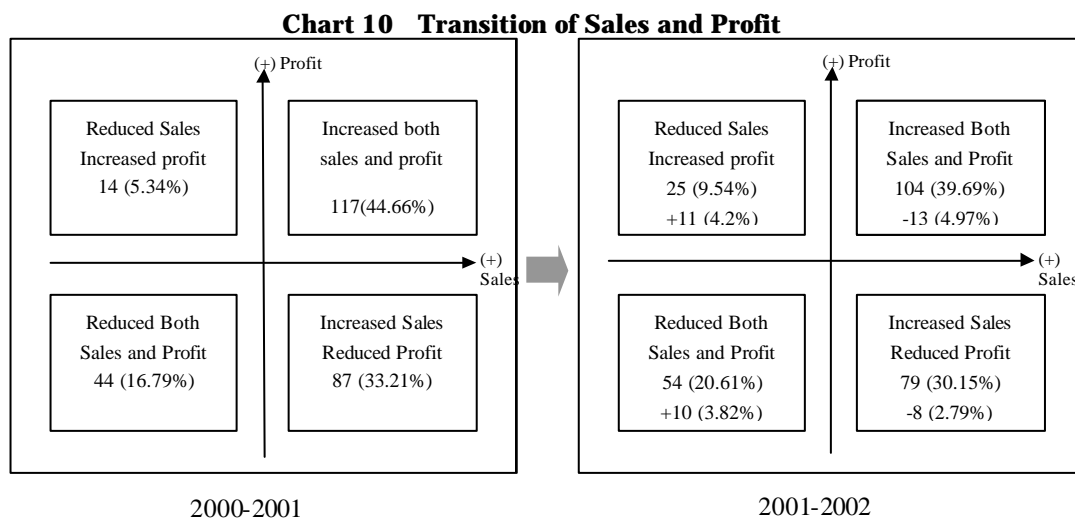 Chart 10 Transition of Sales and Profit
(+) Profit
Reduced Sales
Increased profit
14 (5.34%)
Increased both
sales and profit
117(44.66%)
(+)
Sales
Reduced Both
Sales and Profit
44 (16.79%)
Increased Sales
Reduced Profit
87 (33.21%)
2000-2001
(+) Profit
Reduced Sales
Increased profit
25 (9.54%)
+11 (4.2%)
Increased Both
Sales and Profit
104 (39.69%)
-13 (4.97%)
(+)
Sales
Reduced Both
Sales and Profit
54 (20.61%)
+10 (3.82%)
Increased Sales
Reduced Profit
79 (30.15%)
-8 (2.79%)
2001-2002